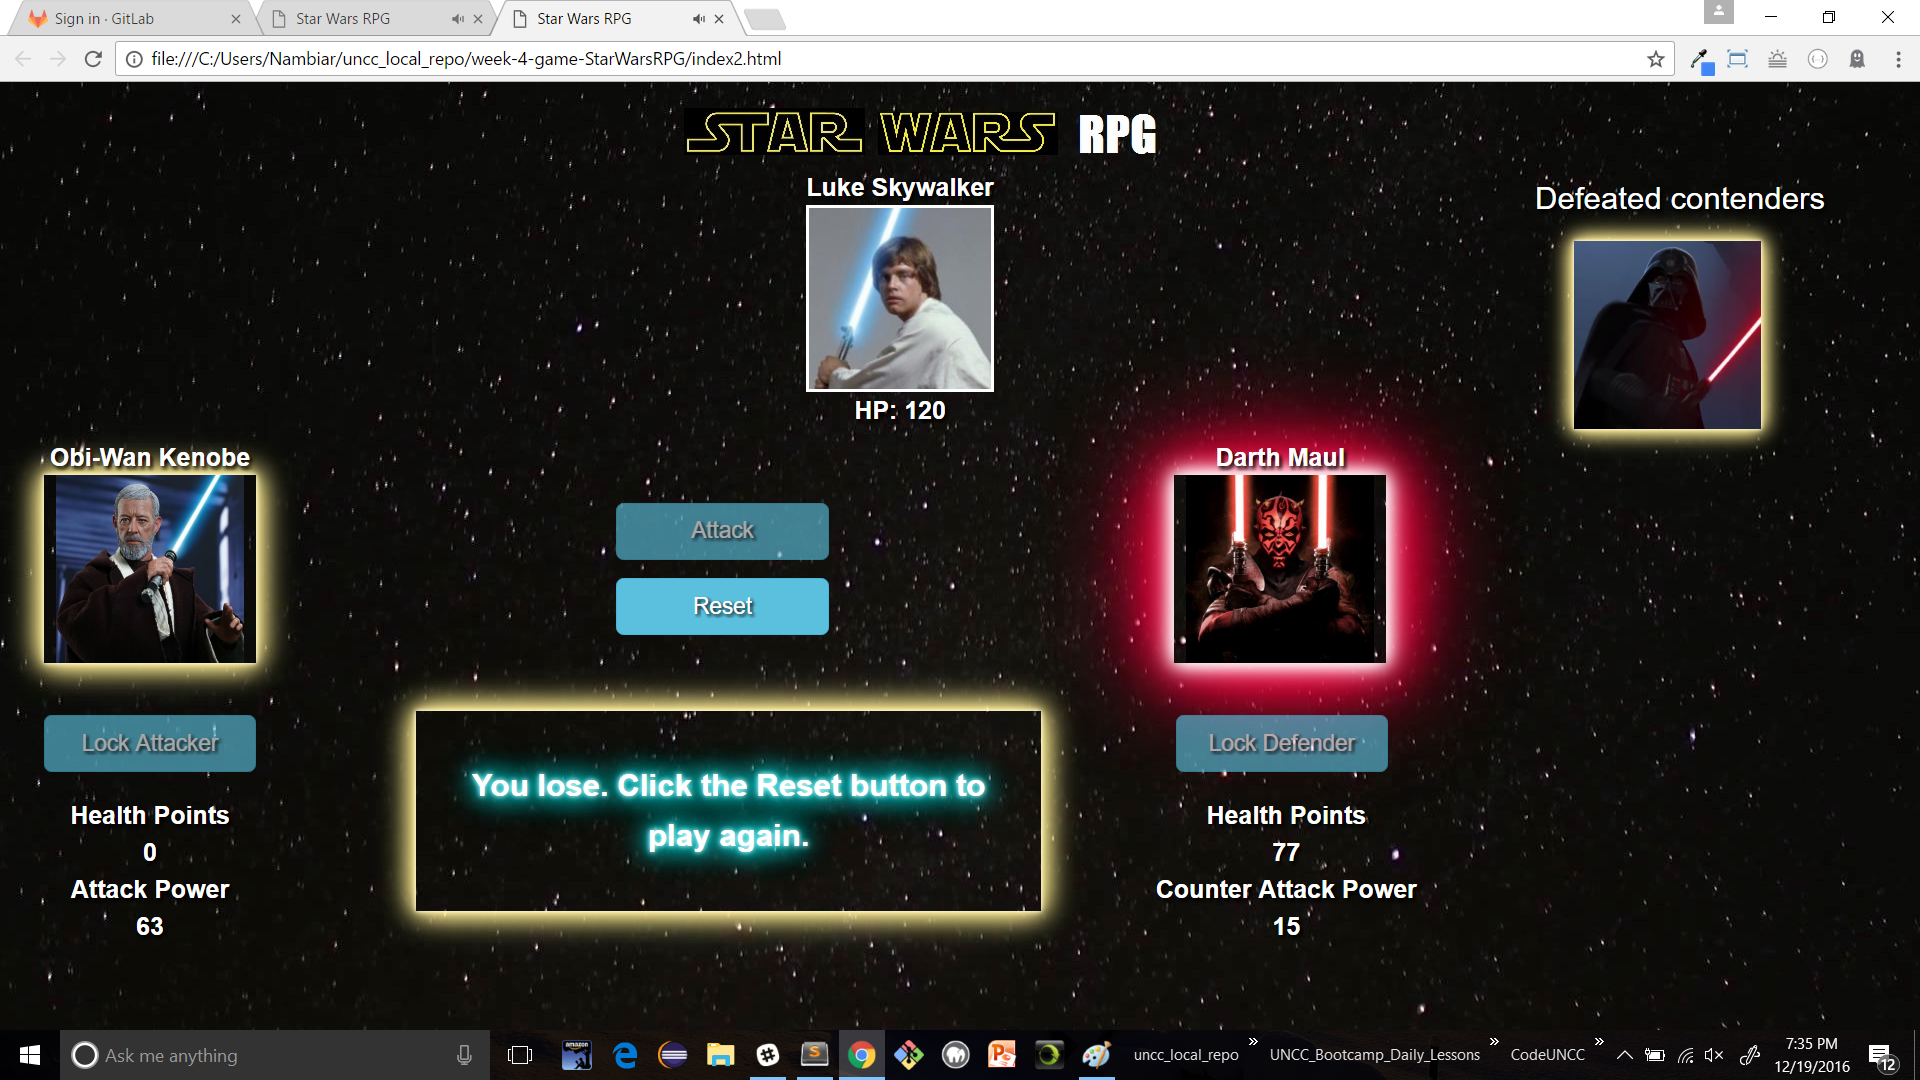 Sign in · GitLab
Star Wars RPG
Star Wars RPG
file:///C:/Users/Nambiar/uncc_local_repo/week-4-game-StarWarsRPG/index2.html
STAR WARS RPG
Luke Skywalker
Defeated contenders
HP: 120
Obi-Wan Kenobe
Darth Maul
Attack
Reset
Lock Attacker
Lock Defender
You lose. Click the Reset button to
play again.
Health Points
0
Attack Power
63
Health Points
77
Counter Attack Power
15
Ask me anything
amazon
uncc_local_repo
UNCC_Bootcamp_Daily_Lessons
CodeUNCC
7:35 PM
12/19/2016
12